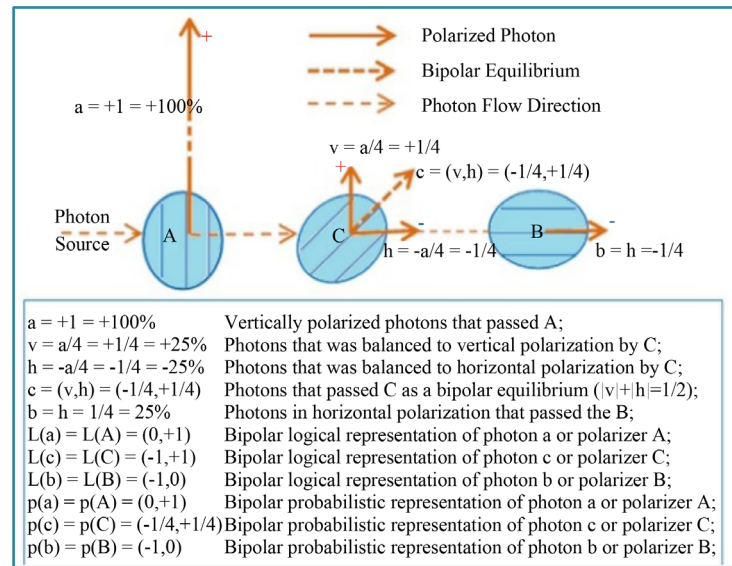 +
Polarized Photon
Bipolar Equilibrium
a = +1 = +100%
Photon Flow Direction
v = a/4 = +1/4
+
c = (v,h) = (-1/4,+1/4)
Photon
Source
A
C
-
B
-
h = -a/4 = -1/4
b = h =-1/4
a = +1 = +100% Vertically polarized photons that passed A;
v = a/4 = +1/4 = +25% Photons that was balanced to vertical polarization by C;
h = -a/4 = -1/4 = -25% Photons that was balanced to horizontal polarization by C;
c = (v,h) = (-1/4,+1/4) Photons that passed C as a bipolar equilibrium (|v|+|h|=1/2);
b = h = 1/4 = 25% Photons in horizontal polarization that passed the B;
L(a) = L(A) = (0,+1) Bipolar logical representation of photon a or polarizer A;
L(c) = L(C) = (-1,+1) Bipolar logical representation of photon c or polarizer C;
L(b) = L(B) = (-1,0) Bipolar logical representation of photon b or polarizer B;
p(a) = p(A) = (0,+1) Bipolar probabilistic representation of photon a or polarizer A;
p(c) = p(C) = (-1/4,+1/4) Bipolar probabilistic representation of photon c or polarizer C;
p(b) = p(B) = (-1,0) Bipolar probabilistic representation of photon b or polarizer B;